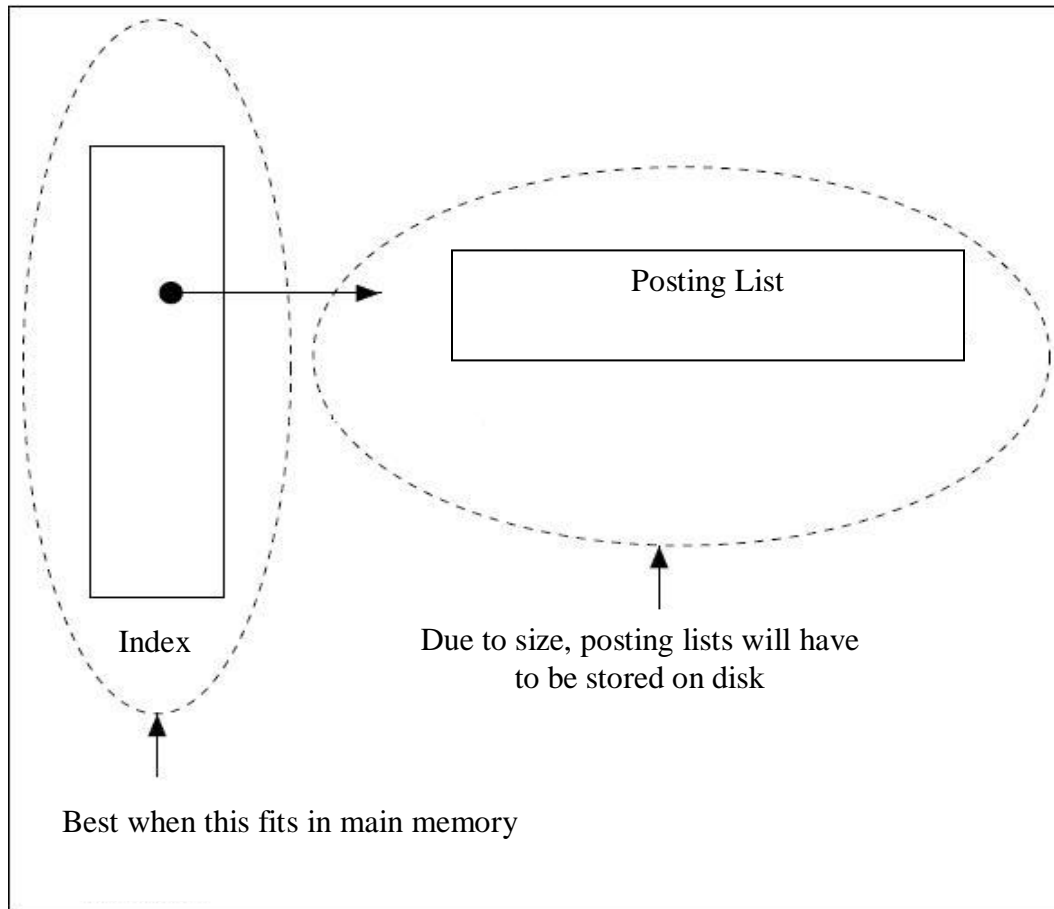 Posting List
Index
Due to size, posting lists will have
to be stored on disk
Best when this fits in main memory